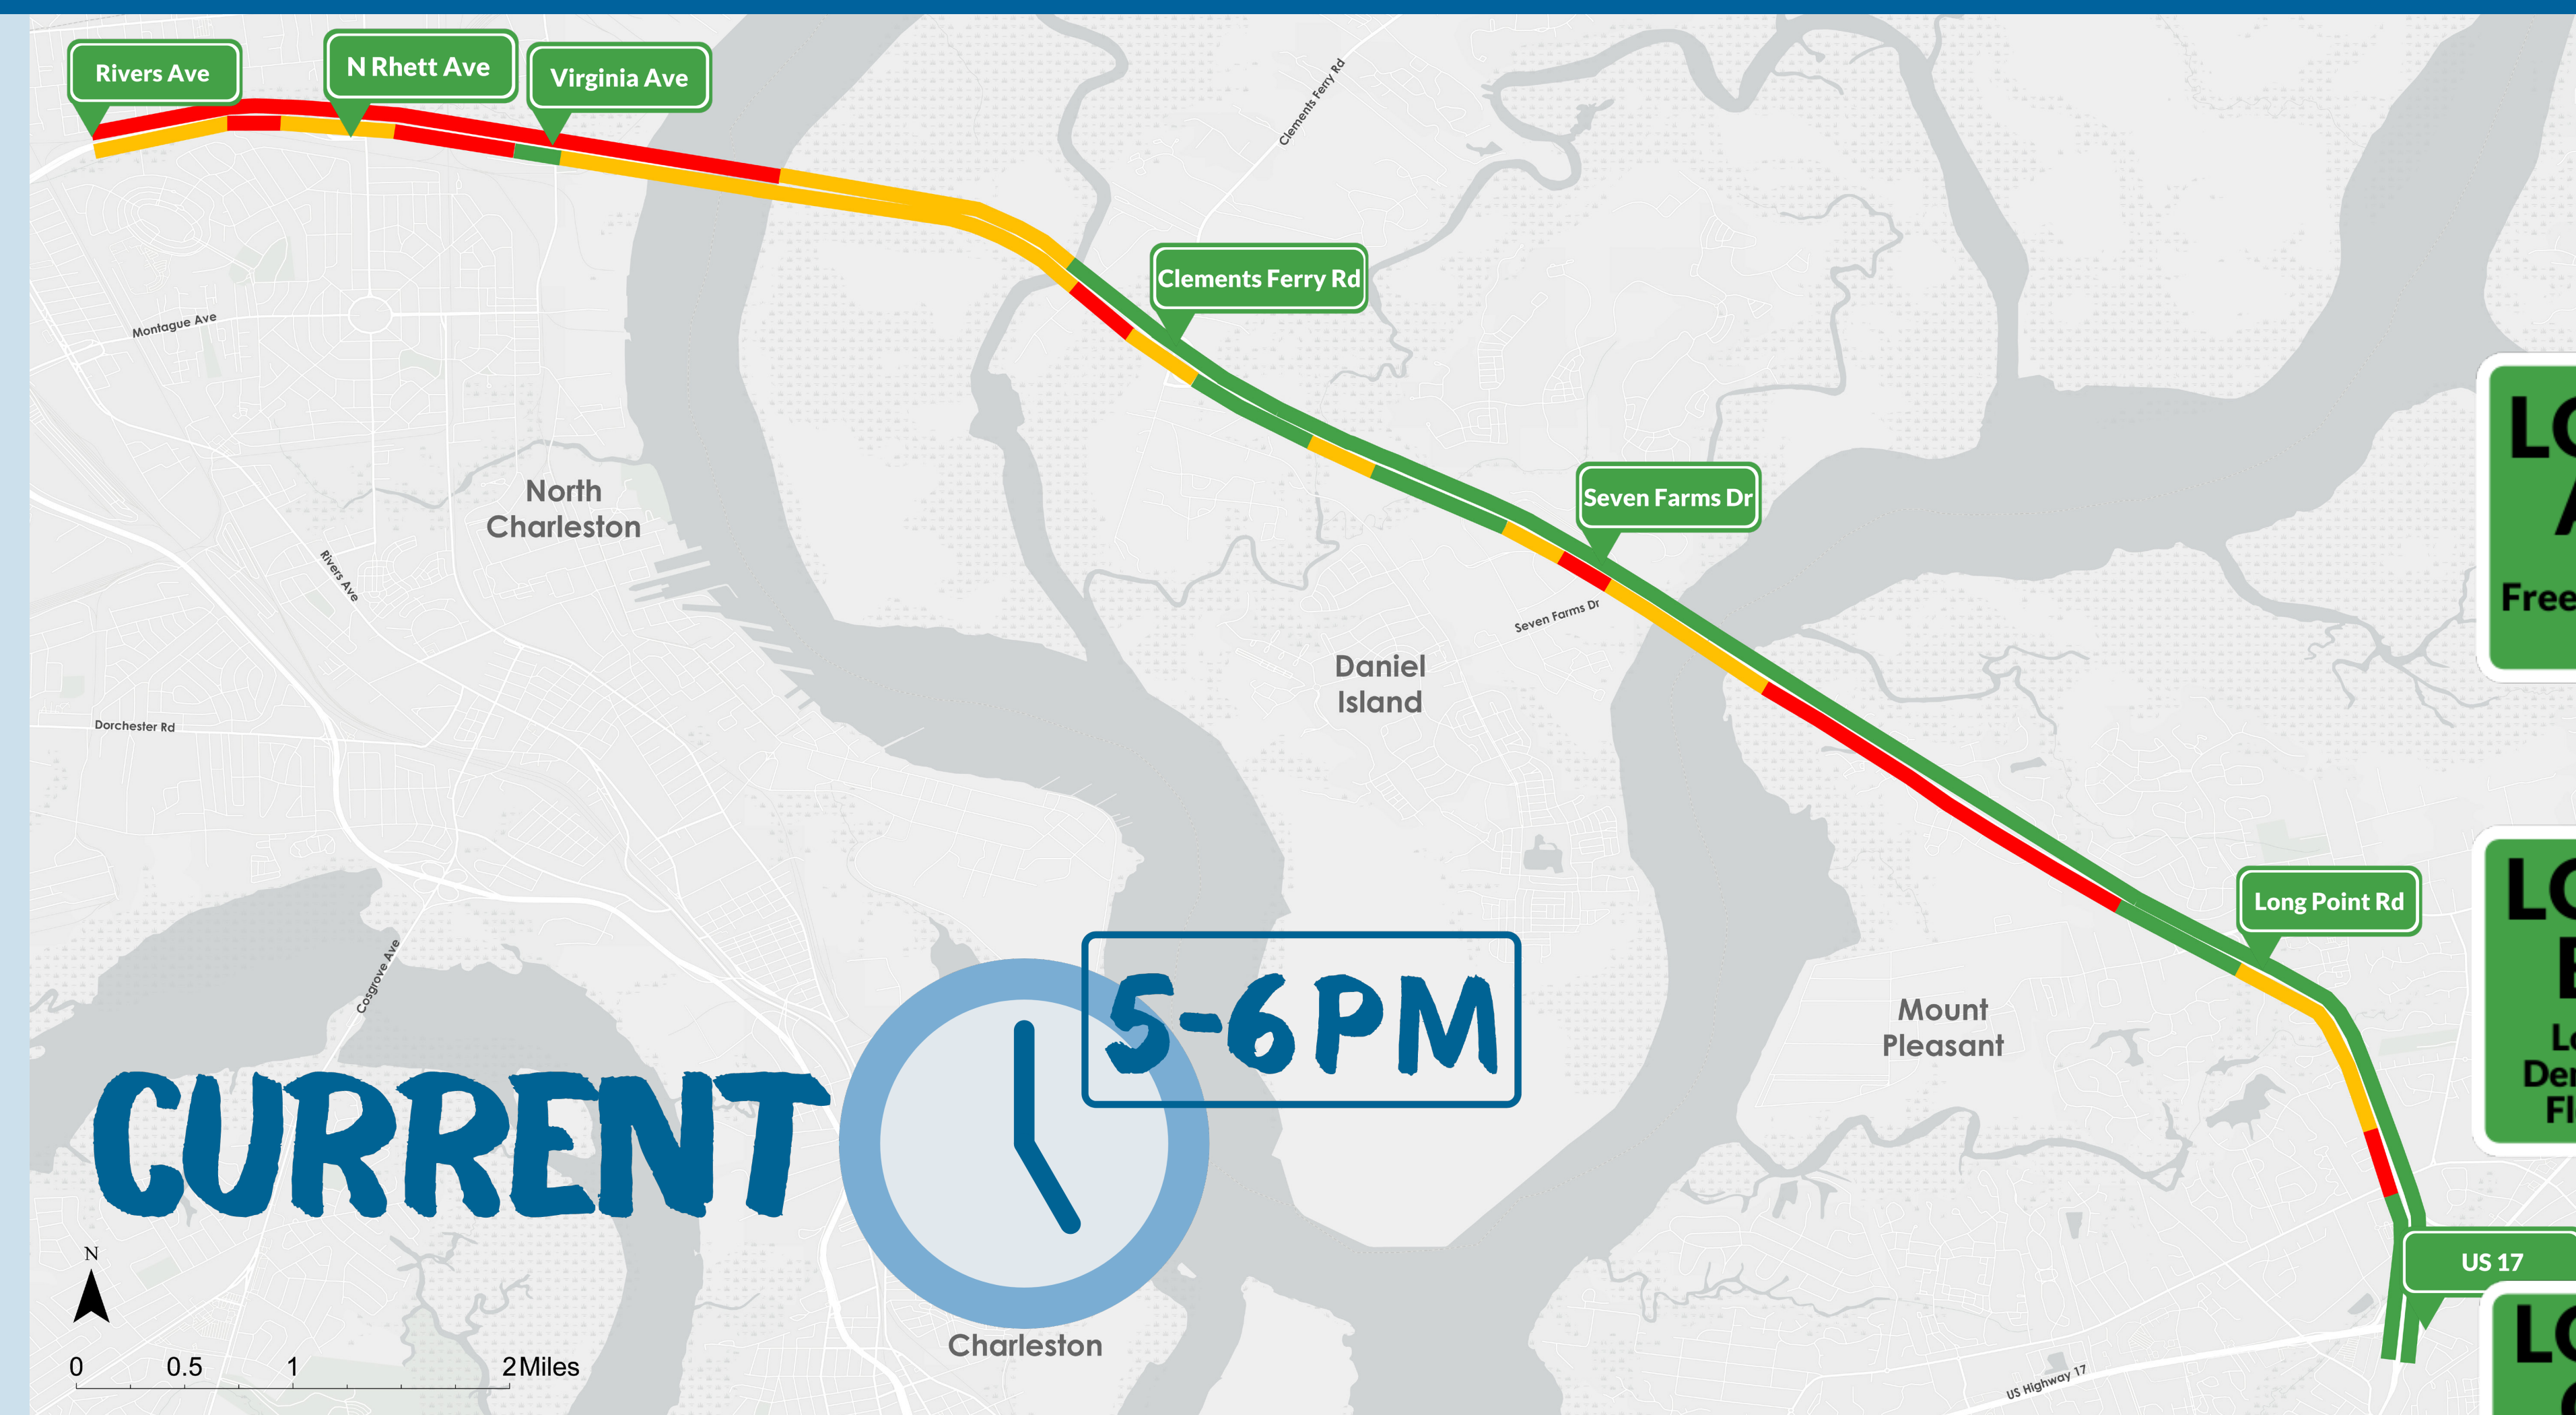 Rivers Ave
N Rhett Ave
Virginia Ave
Clements Ferry Rd
Clements Ferry Rd
Montague Ave
North
Charleston
Seven Farms Dr
Rivers Ave
Seven Farms Dr
Free
Daniel
Island
Dorchester Rd
Long Point Rd
Cosgrove Ave
5-6PM
Mount
Pleasant
CURRENT
N
US 17
Charleston
0 0.5 1 2 Miles
US Highway 17